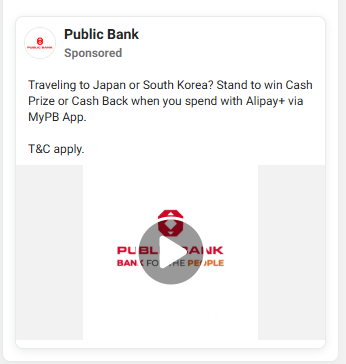 PUBLIC BANK
Public Bank
Sponsored
Traveling to Japan or South Korea? Stand to win Cash
Prize or Cash Back when you spend with Alipay+ via
MyPB App.
T&C apply.
PUBLIC BANK
BANK FOR THE PEOPLE